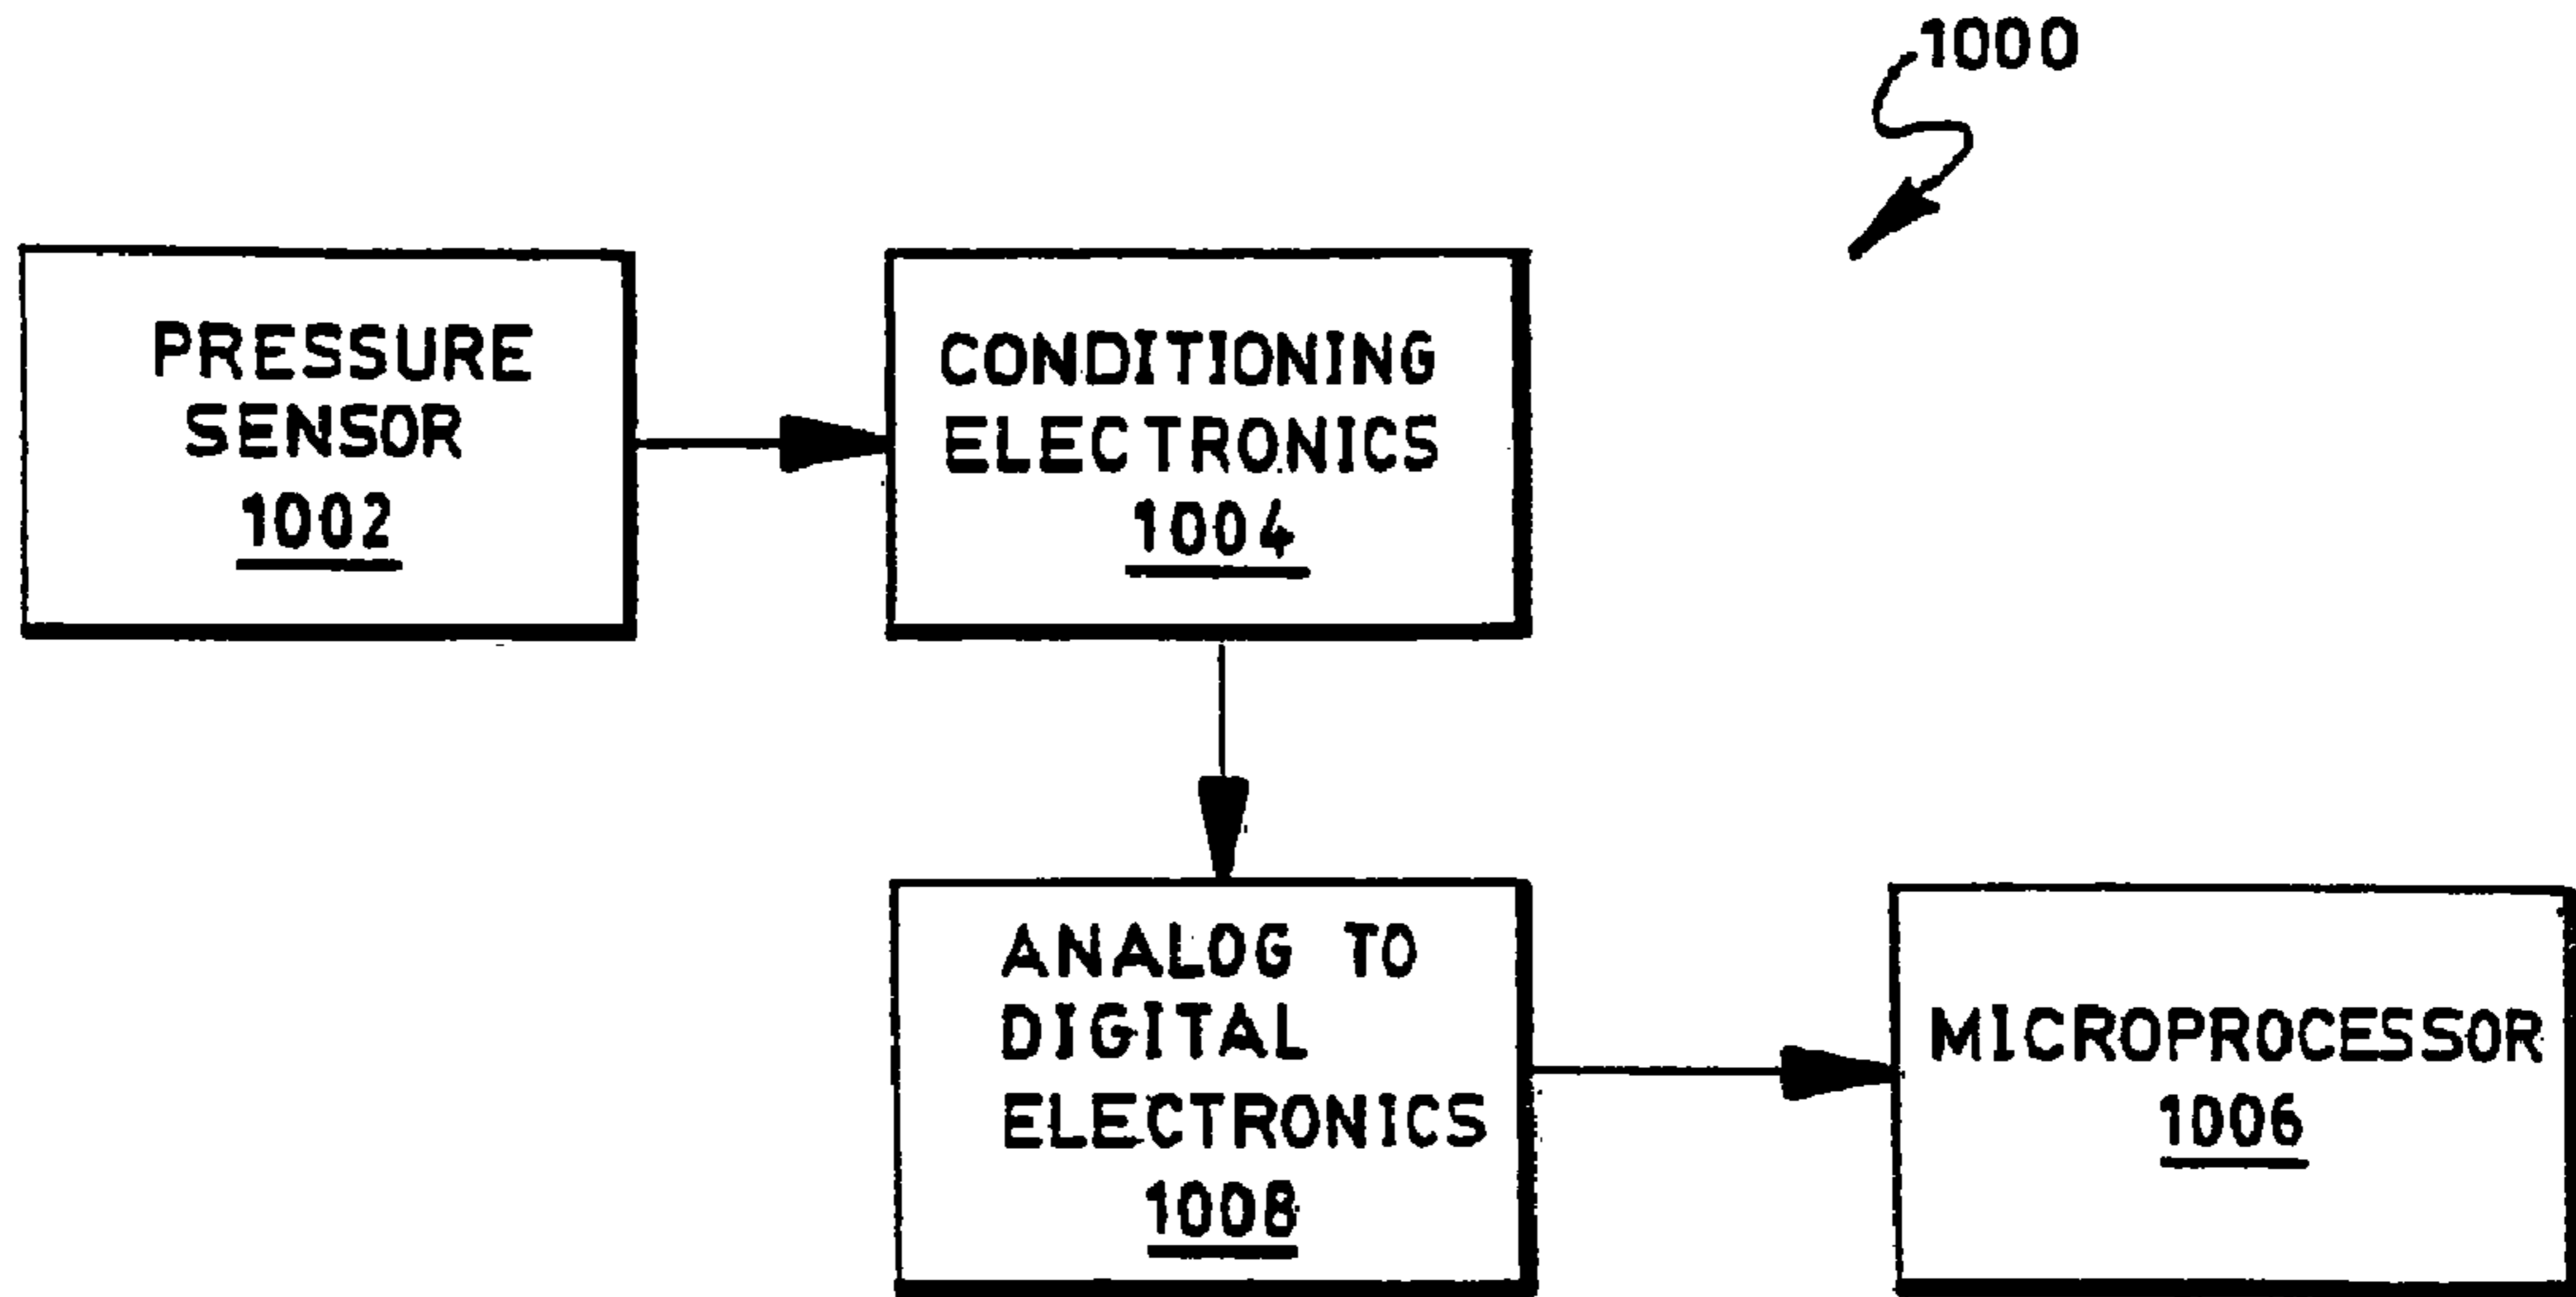 1000
PRESSURE
SENSOR
1002
CONDITIONING
ELECTRONICS
1004
ANALOG TO
DIGITAL
ELECTRONICS
1008
MICROPROCESSOR
1006